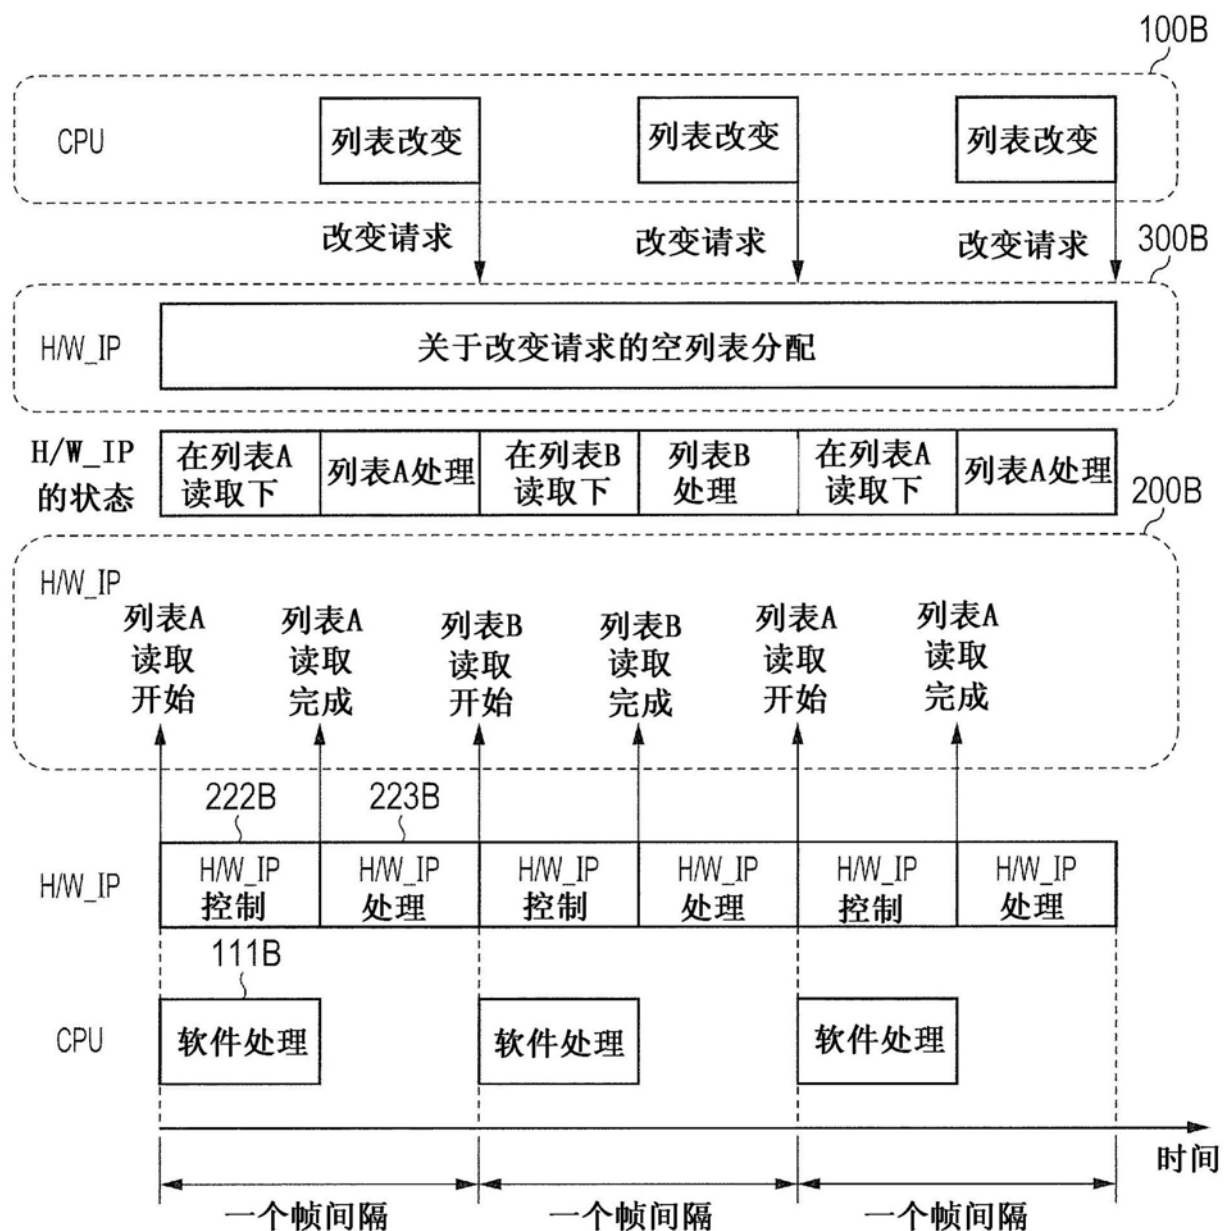 100B
CPU
列表改变
列表改变
列表改变
改变请求
改变请求
改变请求
300B
H/W_IP
关于改变请求的空列表分配
H/W_IP
的状态
在列表A
读取下
列表A处理
在列表B
读取下
列表B
处理
在列表A
读取下
列表A处理
200B
H/W_IP
列表A
读取
开始
列表A
读取
完成
列表B
读取
开始
列表B
读取
完成
列表A
读取
开始
列表A
读取
完成
222B
223B
H/W_IP
H/W_IP
控制
H/W_IP
处理
H/W_IP
控制
H/W_IP
处理
H/W_IP
控制
H/W_IP
处理
111B
CPU
软件处理
软件处理
软件处理
时间
一个帧间隔
一个帧间隔
一个帧间隔